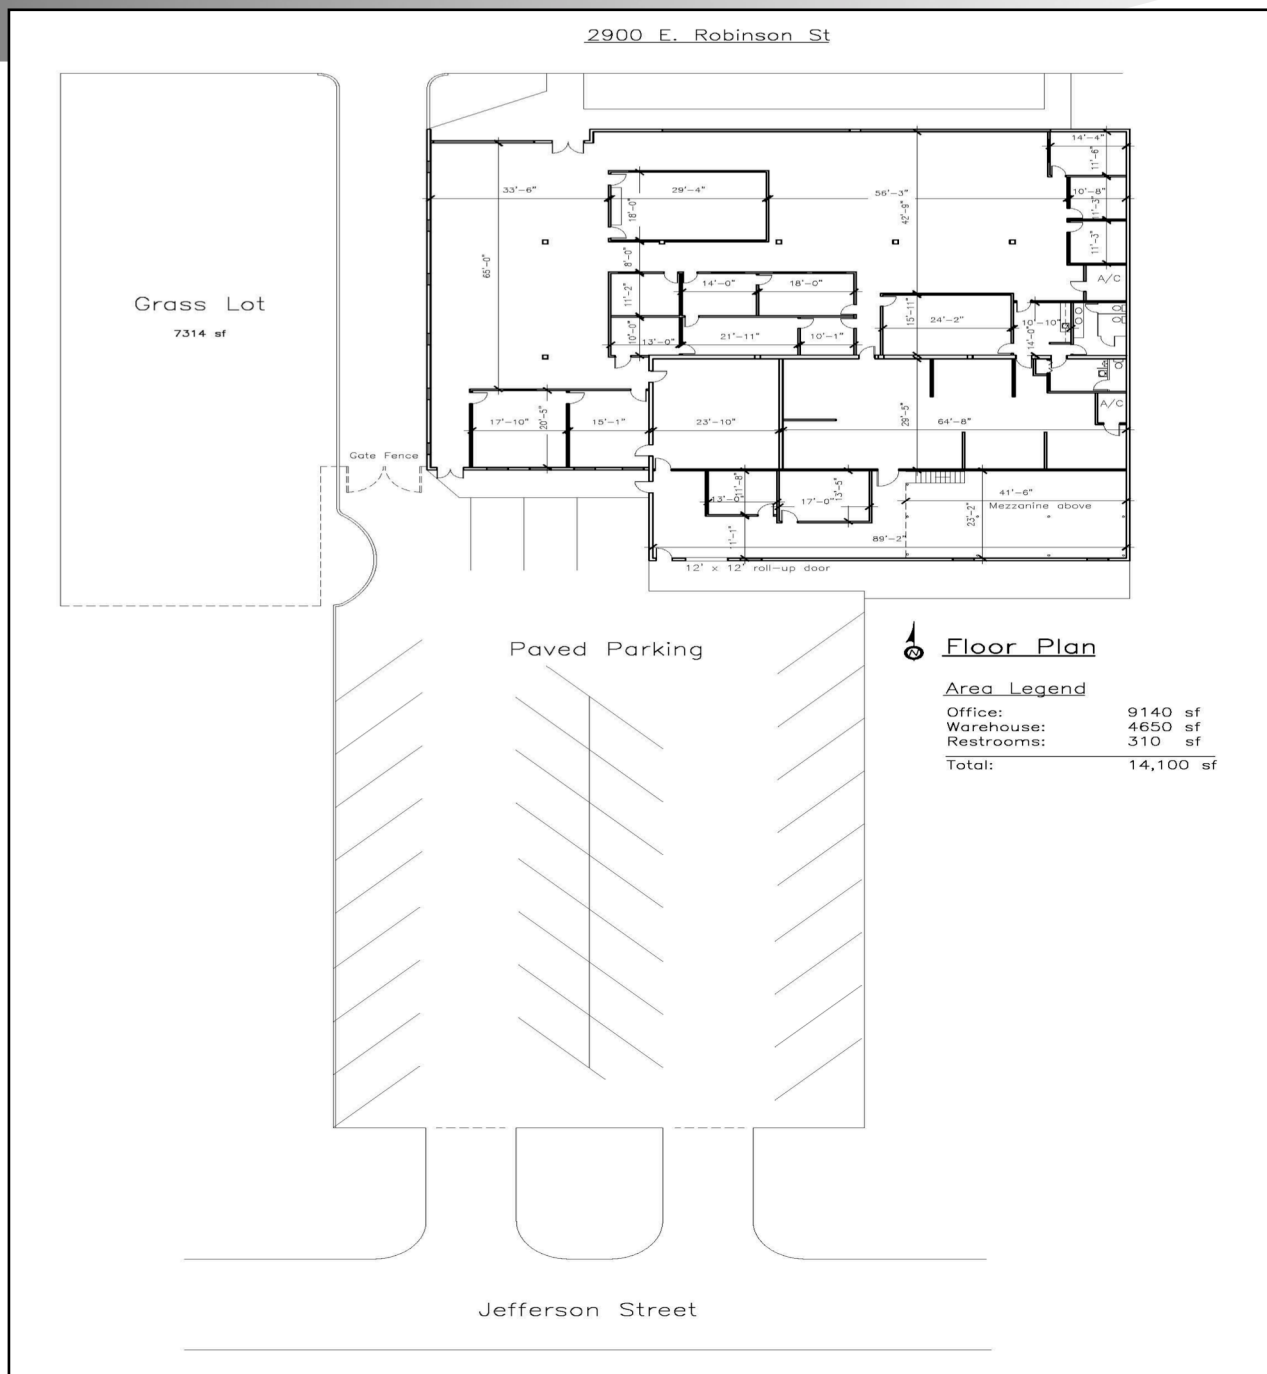 2900 E. Robinson St
14'-4"
11'-6"
33'-6"
29'-4"
56'-3"
10'-8"
18'-0"
42'-9"
11'-3"
11'-3"
65'-0"
8'-0"
A/C
Grass Lot
7314 sf
11'-2"
14'-0"
18'-0"
15'-11"
24'-2"
10'-10"
10'-0"
13'-0"
21'-11"
10'-1"
14'-0"
A/C
17'-10"
20'-5"
15'-1"
23'-10"
29'-5"
64'-8"
Gate Fence
13'-0"
11'-8"
17'-0"
13'-5"
41'-6"
Mezzanine above
23'-2"
11'-1"
89'-2"
12' x 12' roll-up door
Paved Parking
N
Floor Plan
Area Legend
Office: 9140 sf
Warehouse: 4650 sf
Restrooms: 310 sf
Total: 14,100 sf
Jefferson Street